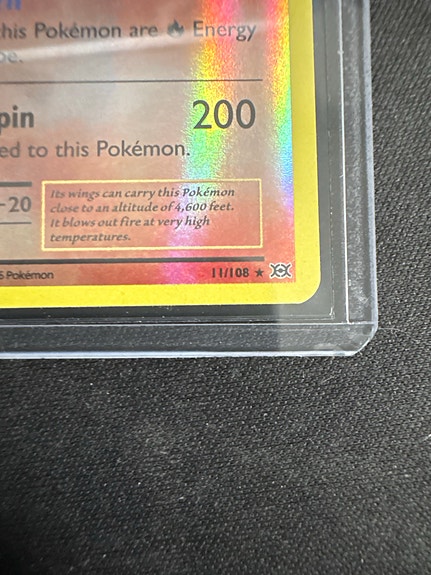 this Pokémon are Energy
pin 200
ed to this Pokémon.
-20
Its wings can carry this Pokémon
close to an altitude of 4,600 feet.
It blows out fire at very high
temperatures.
Pokémon
11/108